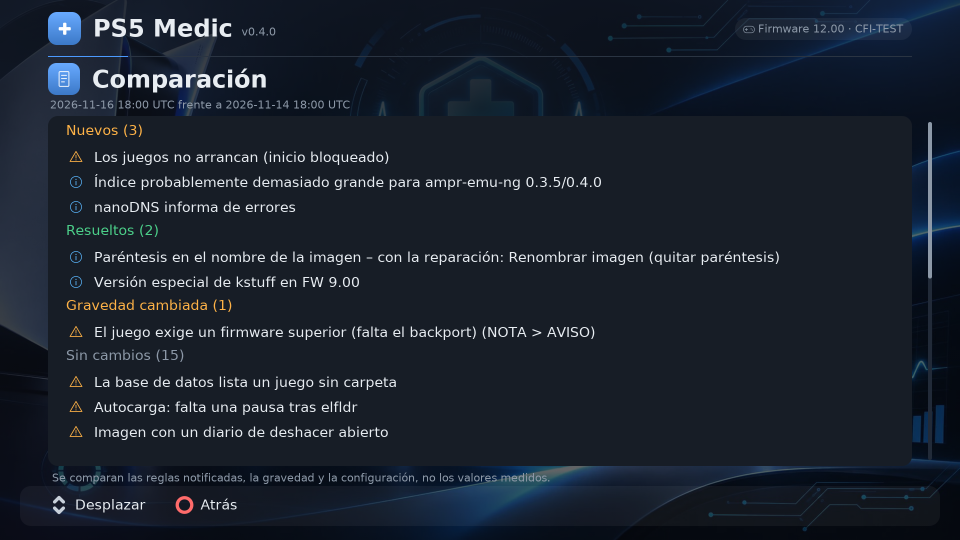 PS5 Medic v0.4.0
Firmware 12.00 · CFI-TEST
Comparación
2026-11-16 18:00 UTC frente a 2026-11-14 18:00 UTC
Nuevos (3)
Los juegos no arrancan (inicio bloqueado)
Índice probablemente demasiado grande para ampr-emu-ng 0.3.5/0.4.0
nanoDNS informa de errores
Resueltos (2)
Paréntesis en el nombre de la imagen – con la reparación: Renombrar imagen (quitar paréntesis)
Versión especial de kstuff en FW 9.00
Gravedad cambiada (1)
El juego exige un firmware superior (falta el backport) (NOTA > AVISO)
Sin cambios (15)
La base de datos lista un juego sin carpeta
Autocarga: falta una pausa tras elfldr
Imagen con un diario de deshacer abierto
Se comparan las reglas notificadas, la gravedad y la configuración, no los valores medidos.
Desplazar
Atrás